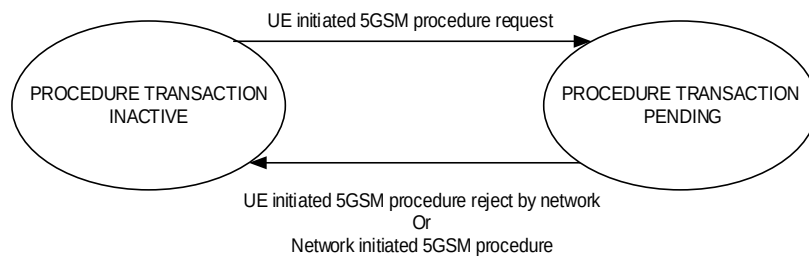 UE initiated 5GSM procedure request
PROCEDURE TRANSACTION
INACTIVE
PROCEDURE TRANSACTION
PENDING
UE initiated 5GSM procedure reject by network
Or
Network initiated 5GSM procedure